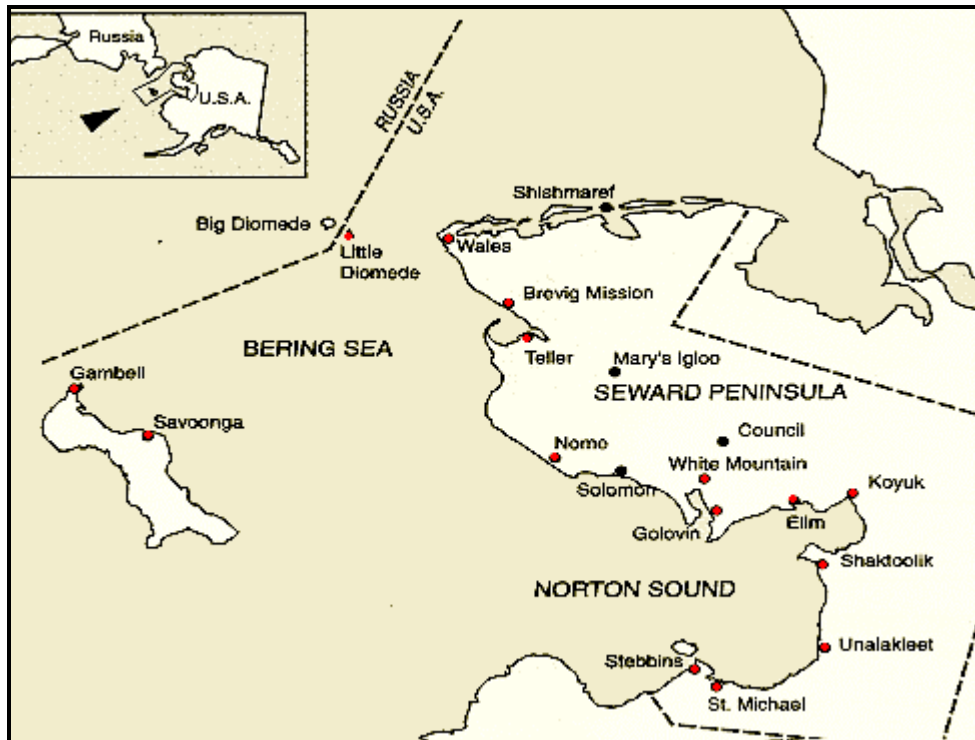 Russia
U.S.A.
RUSSIA
U.S.A.
Shishmaref
Big Diomede
Little
Diomede
Wales
Brevig Mission
BERING SEA
Teller
Mary's Igloo
Gambell
SEWARD PENINSULA
Savoonga
Nome
Council
White Mountain
Solomon
Koyuk
Golovin
Elim
Shaktoolik
NORTON SOUND
Unalakleet
Stebbins
St. Michael